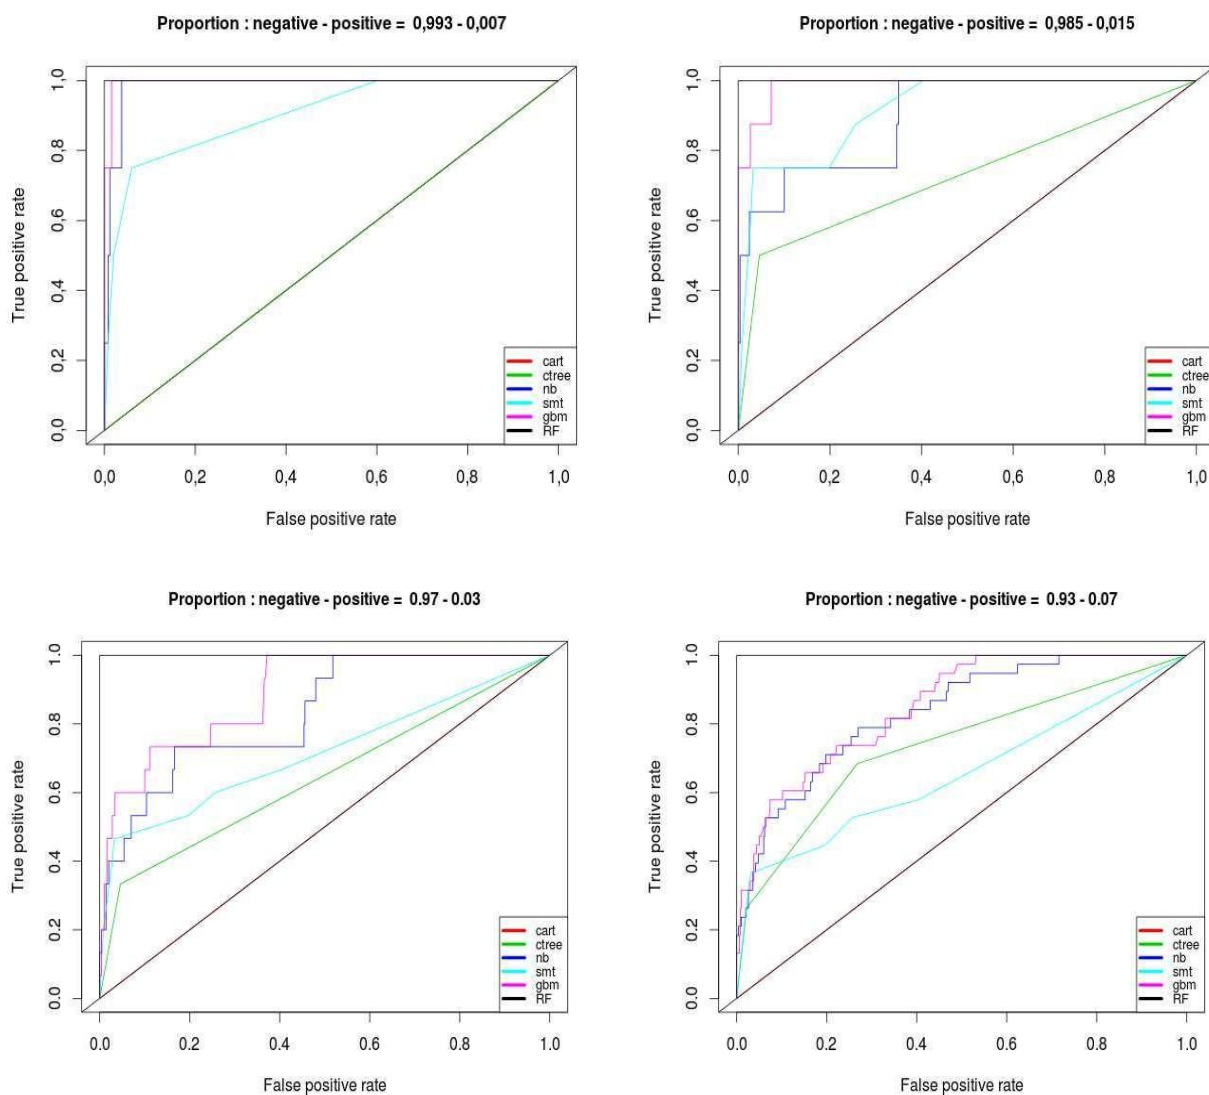 Proportion : negative - positive = 0,993 - 0,007
True positive rate
0,0 0,2 0,4 0,6 0,8 1,0
cart
ctree
nb
smt
gbm
RF
0,0 0,2 0,4 0,6 0,8 1,0
False positive rate
Proportion : negative - positive = 0,985 - 0,015
True positive rate
0,0 0,2 0,4 0,6 0,8 1,0
cart
ctree
nb
smt
gbm
RF
0,0 0,2 0,4 0,6 0,8 1,0
False positive rate
Proportion : negative - positive = 0.97 - 0.03
True positive rate
0.0 0.2 0.4 0.6 0.8 1.0
cart
ctree
nb
smt
gbm
RF
0.0 0.2 0.4 0.6 0.8 1.0
False positive rate
Proportion : negative - positive = 0.93 - 0.07
True positive rate
0.0 0.2 0.4 0.6 0.8 1.0
cart
ctree
nb
smt
gbm
RF
0.0 0.2 0.4 0.6 0.8 1.0
False positive rate